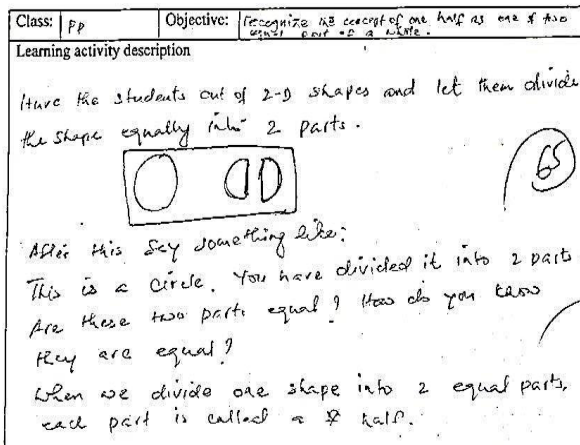 Class: PP Objective: Recognize the concept of one half as one of two
equal part of a whole.
Learning activity description
Have the students cut of 2-D shapes and let them divide
the shape equally into 2 parts.
65
After this say something like:
This is a circle. You have divided it into 2 parts
Are these two parts equal? How do you know
they are equal?
When we divide one shape into 2 equal parts,
each part is called a half.